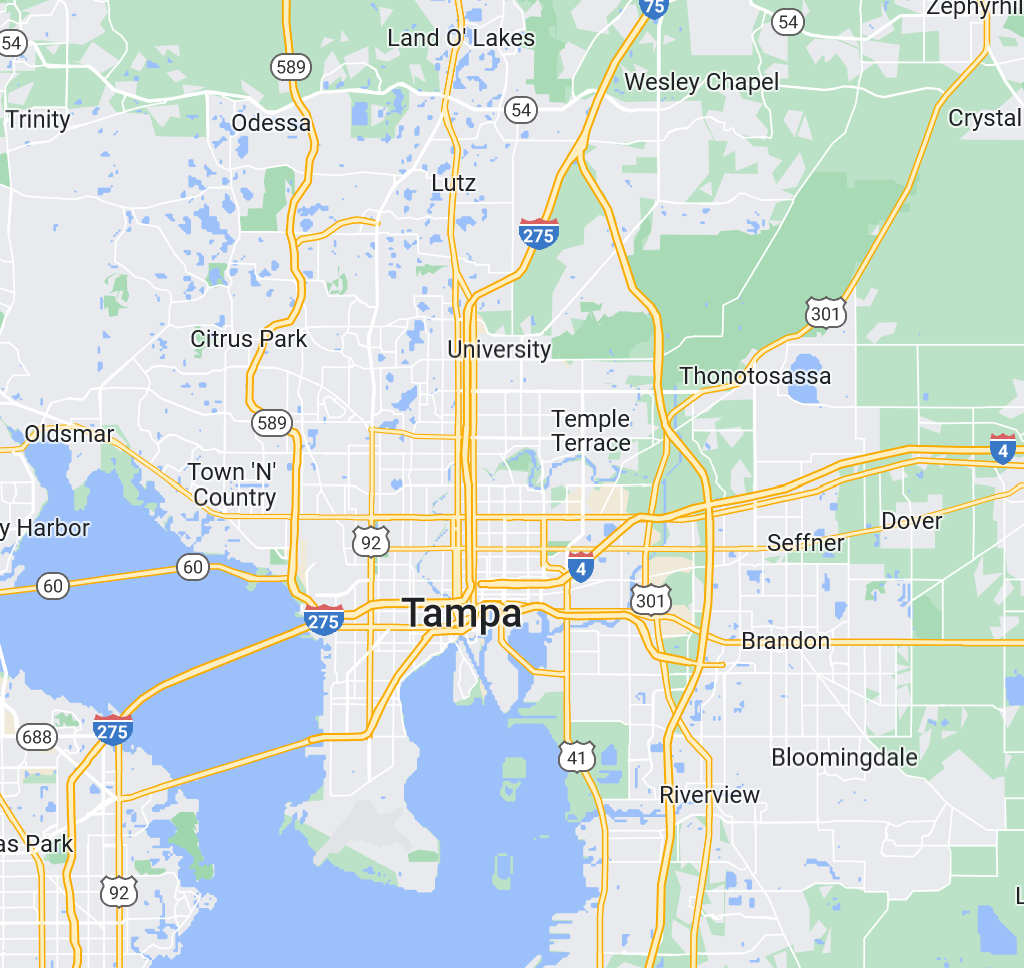 75
Zephyrhil
54
Land O' Lakes
54
589
Wesley Chapel
54
Trinity
Odessa
Crystal
Lutz
275
301
Citrus Park
University
Thonotosassa
589
Temple
Terrace
Oldsmar
4
Town 'N'
Country
y Harbor
Dover
92
Seffner
60
60
4
301
Tampa
275
Brandon
275
688
41
Bloomingdale
Riverview
as Park
92
L